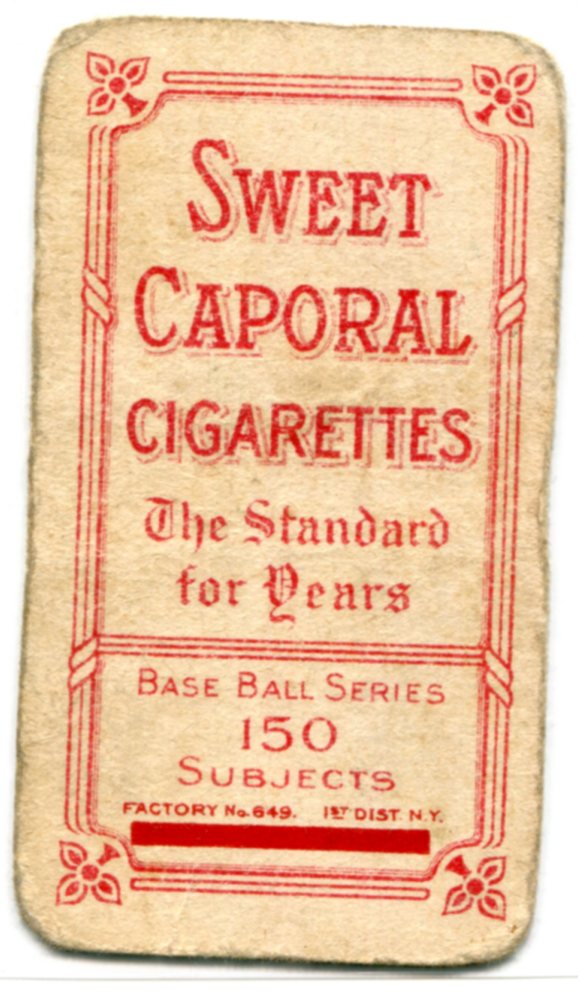 SWEET
CAPORAL
CIGARETTES
The Standard
for Years
BASE BALL SERIES
150
SUBJECTS
FACTORY No. 649. 1ST DIST. N.Y.